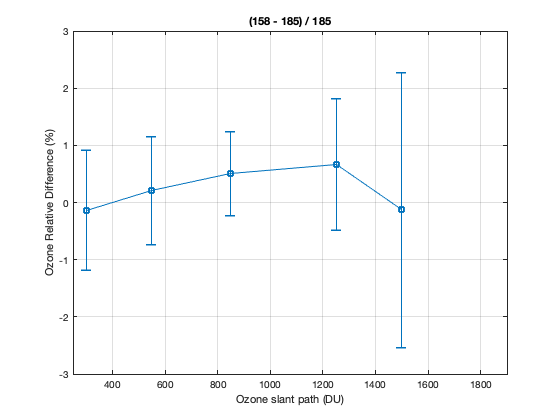 (158 - 185) / 185
3
2
1
0
-1
-2
-3
Ozone Relative Difference (%)
400 600 800 1000 1200 1400 1600 1800
Ozone slant path (DU)